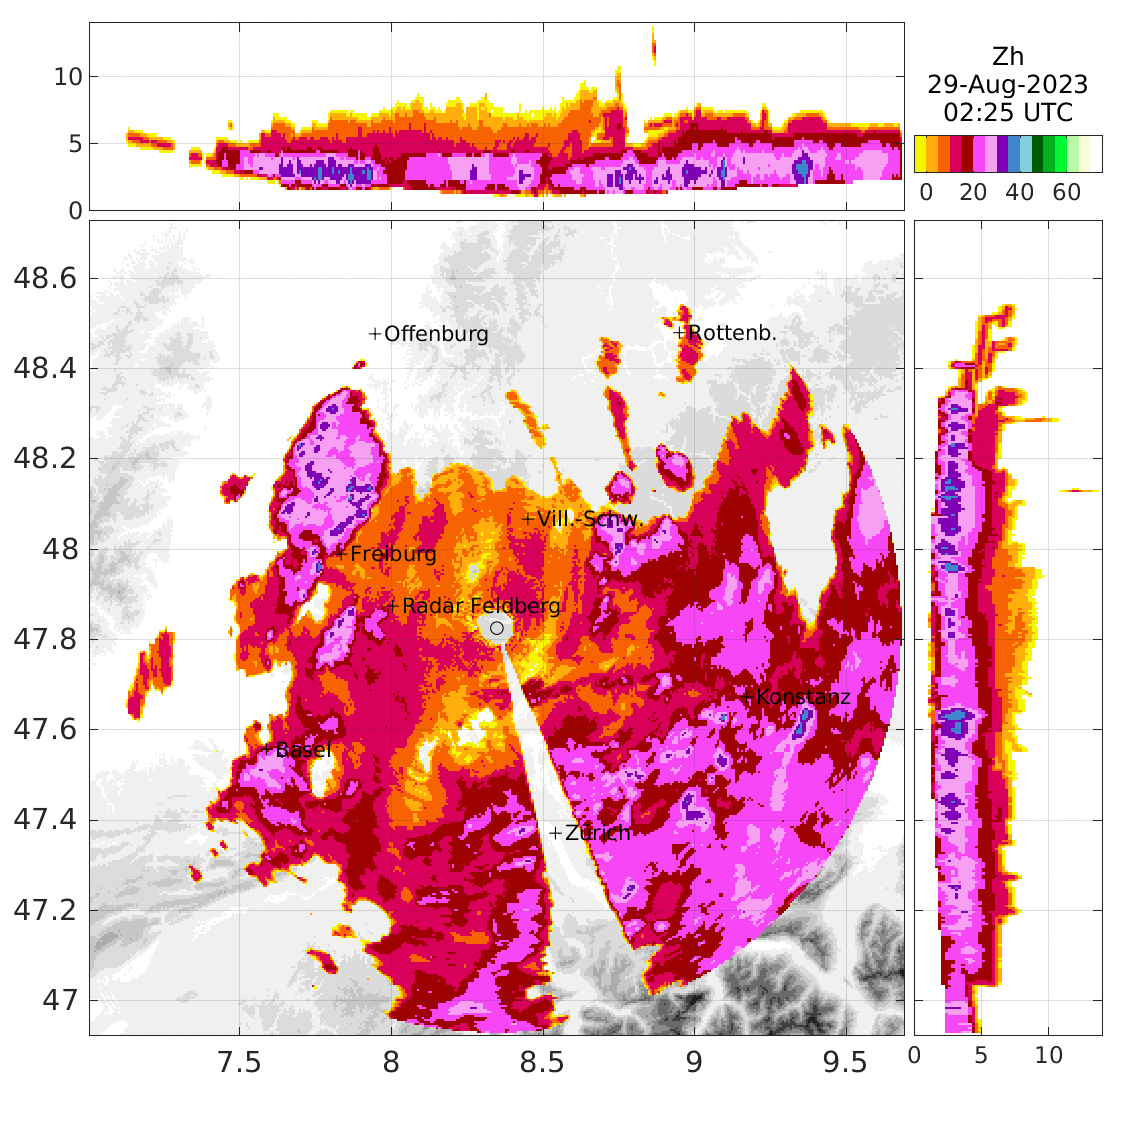 Zh
29-Aug-2023
02:25 UTC
0 20 40 60
10
5
0
48.6
48.4
48.2
48
47.8
47.6
47.4
47.2
47
+Offenburg
+Rottenb.
+Vill.-Schw.
+Freiburg
+Radar Feldberg
+Konstanz
+Basel
+Zürich
7.5 8 8.5 9 9.5
0 5 10